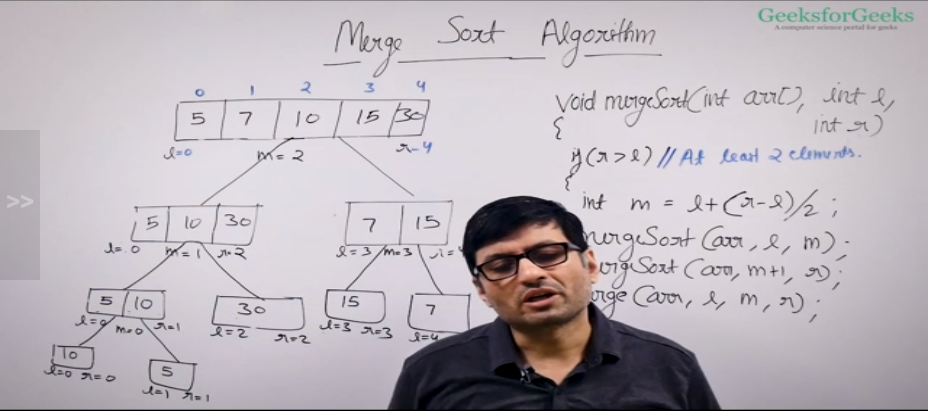 GeeksforGeeks
A computer science portal for geeks
Merge Sort Algorithm
0 1 2 3 4
5 7 10 15 30
l=0 m=2 r=4
5 10 30
l=0 m=1 r=2
7 15
l=3 m=3
5 10
l=0 m=0 r=1
30
l=2 r=2
15
l=3 r=3
7
l=4
10
l=0 r=0
5
l=1 r=1
void mergeSort(int arr[], int l,
int r)
{
if(r>l) // At least 2 elements.
{
int m = l+(r-l)/2;
mergeSort(arr, l, m);
ergSort(arr, m+1, r);
erge(arr, l, m, r);
>>